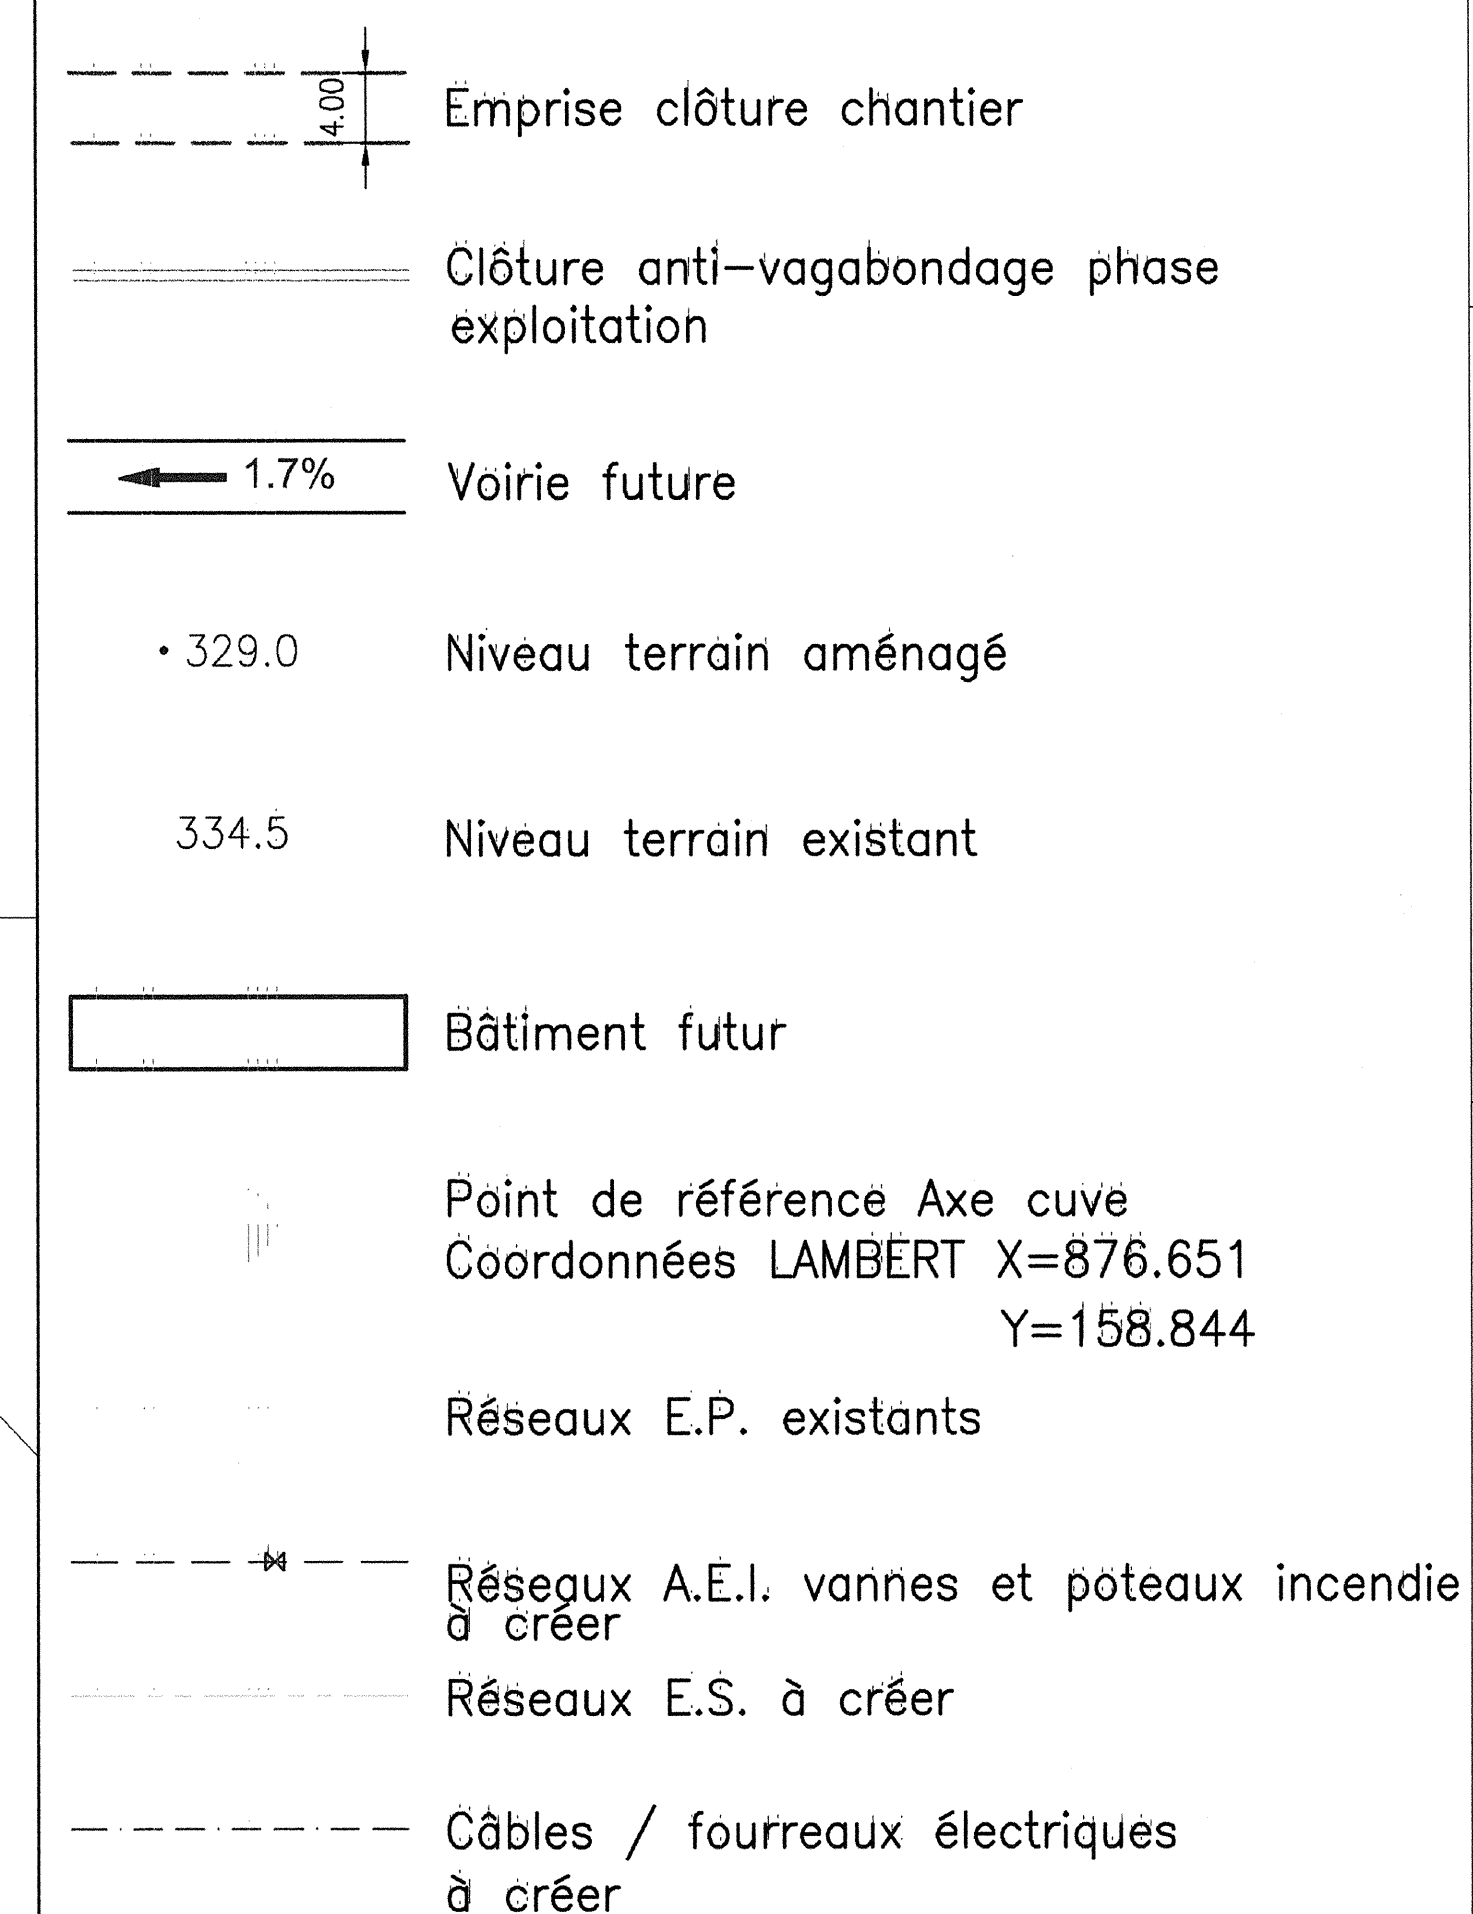 4.00 Emprise clôture chantier
Clôture anti-vagabondage phase
exploitation
1.7% Voirie future
329.0 Niveau terrain aménagé
334.5 Niveau terrain existant
Bâtiment futur
Point de référence Axe cuve
Coordonnées LAMBERT X=876.651
Y=158.844
Réseaux E.P. existants
Réseaux A.E.I. vannes et poteaux incendie
à créer
Réseaux E.S. à créer
Câbles / fourreaux électriques
à créer